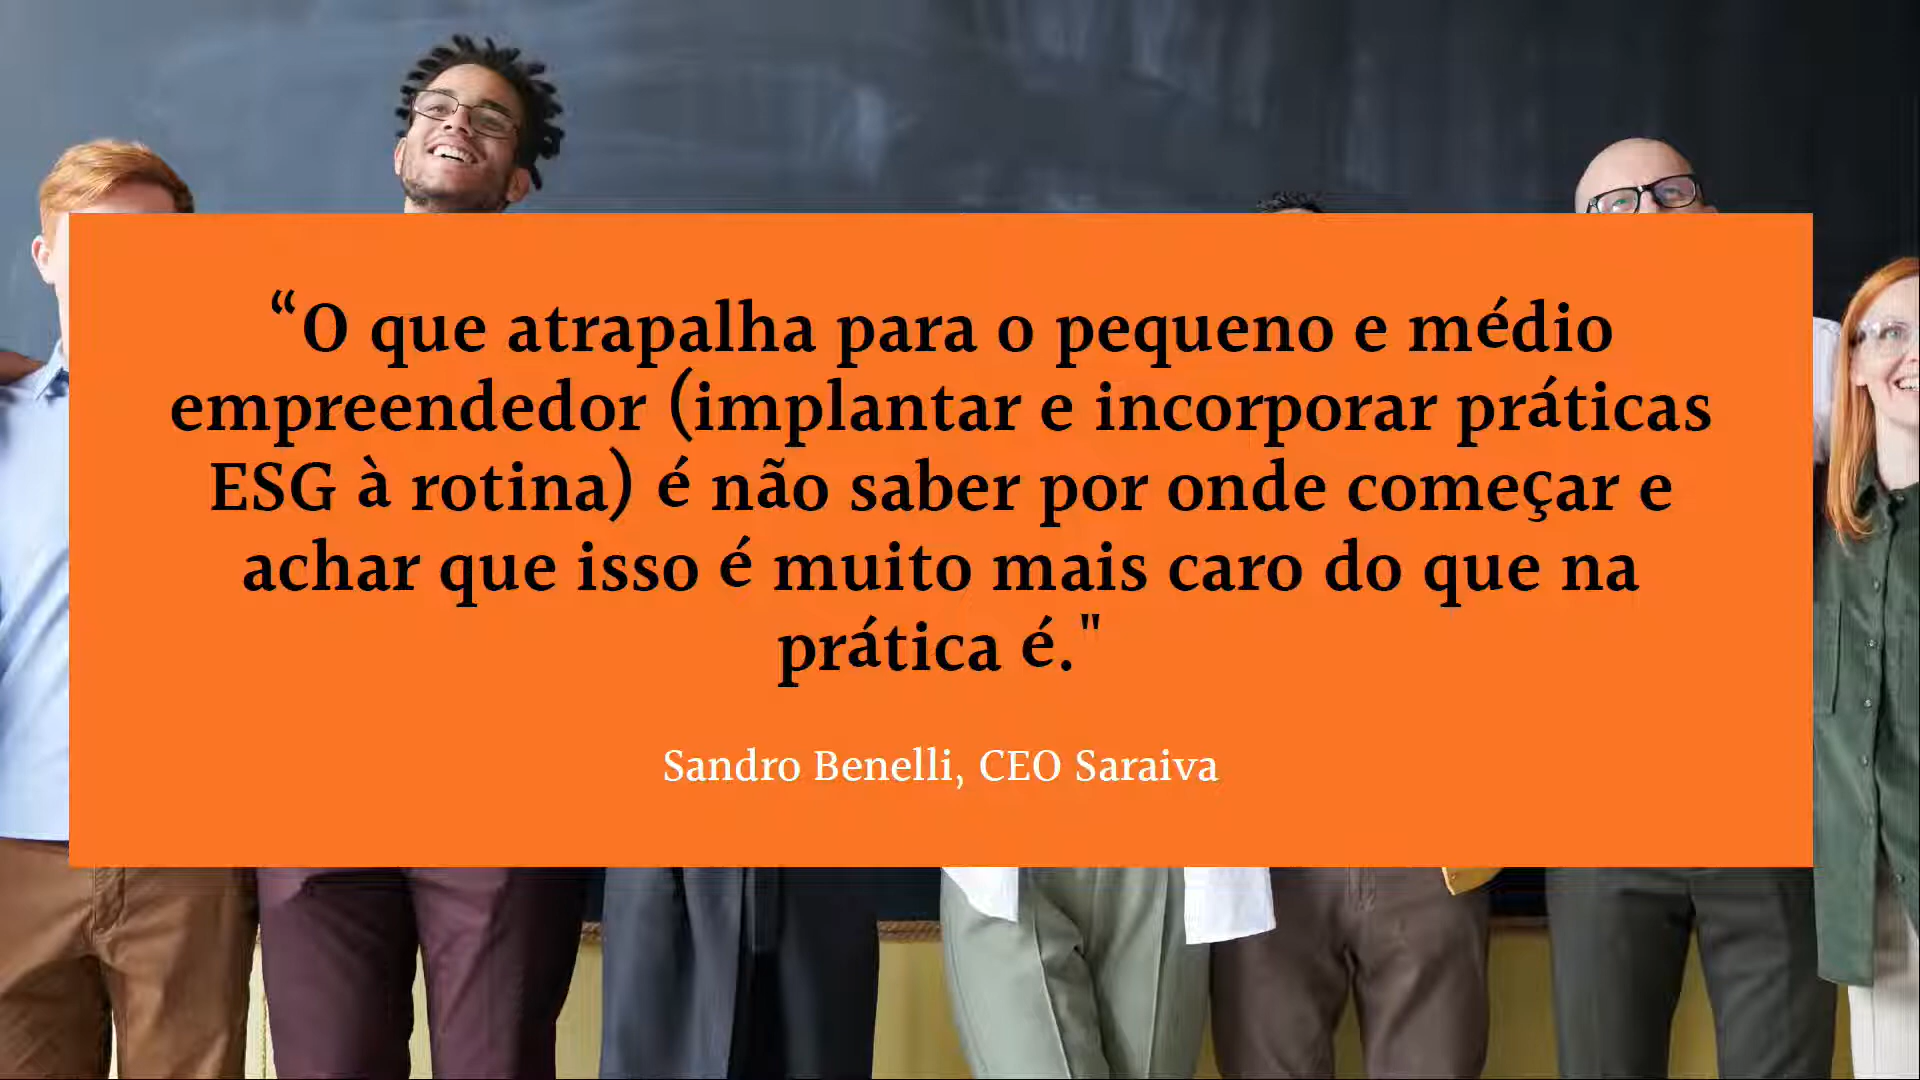 “O que atrapalha para o pequeno e médio
empreendedor (implantar e incorporar práticas
ESG à rotina) é não saber por onde começar e
achar que isso é muito mais caro do que na
prática é."
Sandro Benelli, CEO Saraiva